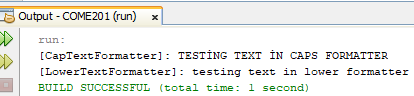 Output - COME201 (run)
run:
[CapTextFormatter]: TESTİNG TEXT İN CAPS FORMATTER
[LowerTextFormatter]: testing text in lower formatter
BUILD SUCCESSFUL (total time: 1 second)